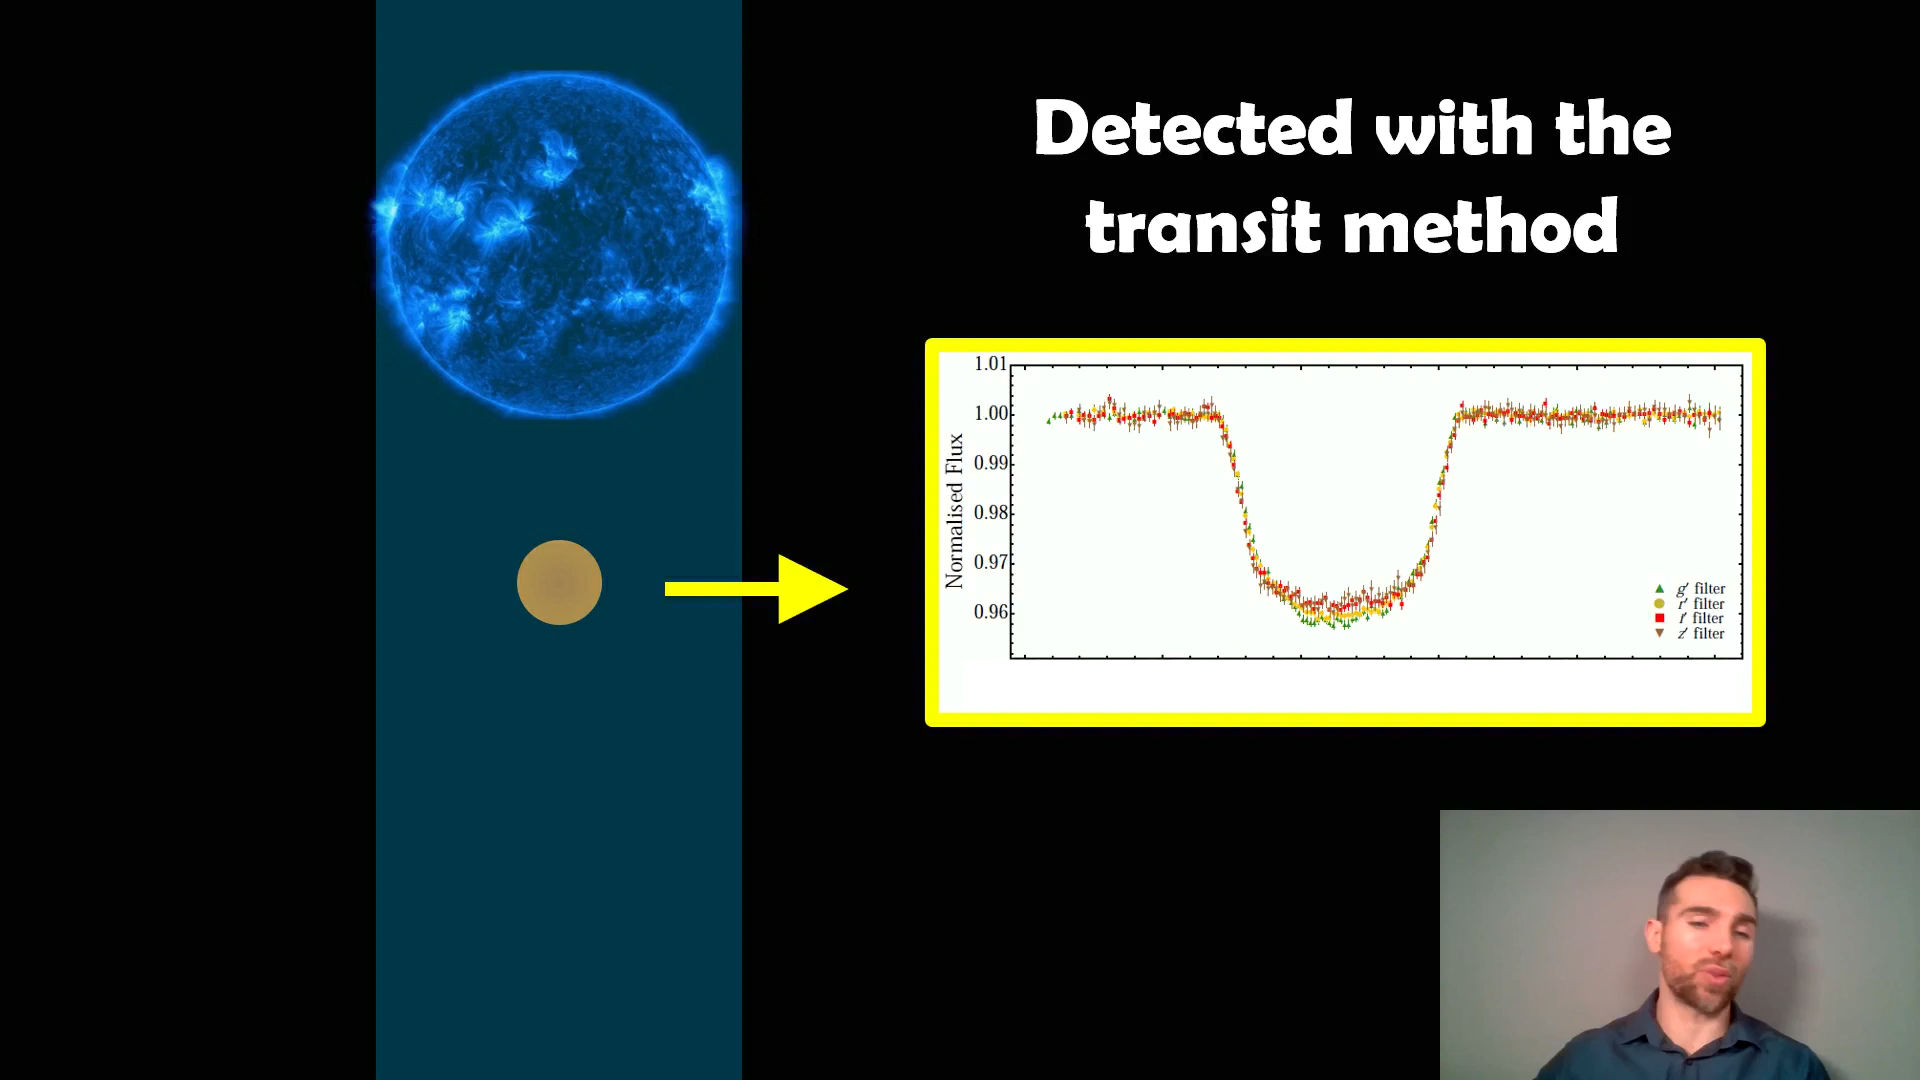 Detected with the
transit method
1.01
1.00
0.99
0.98
0.97
0.96
Normalised Flux
g' filter
r' filter
i' filter
z' filter